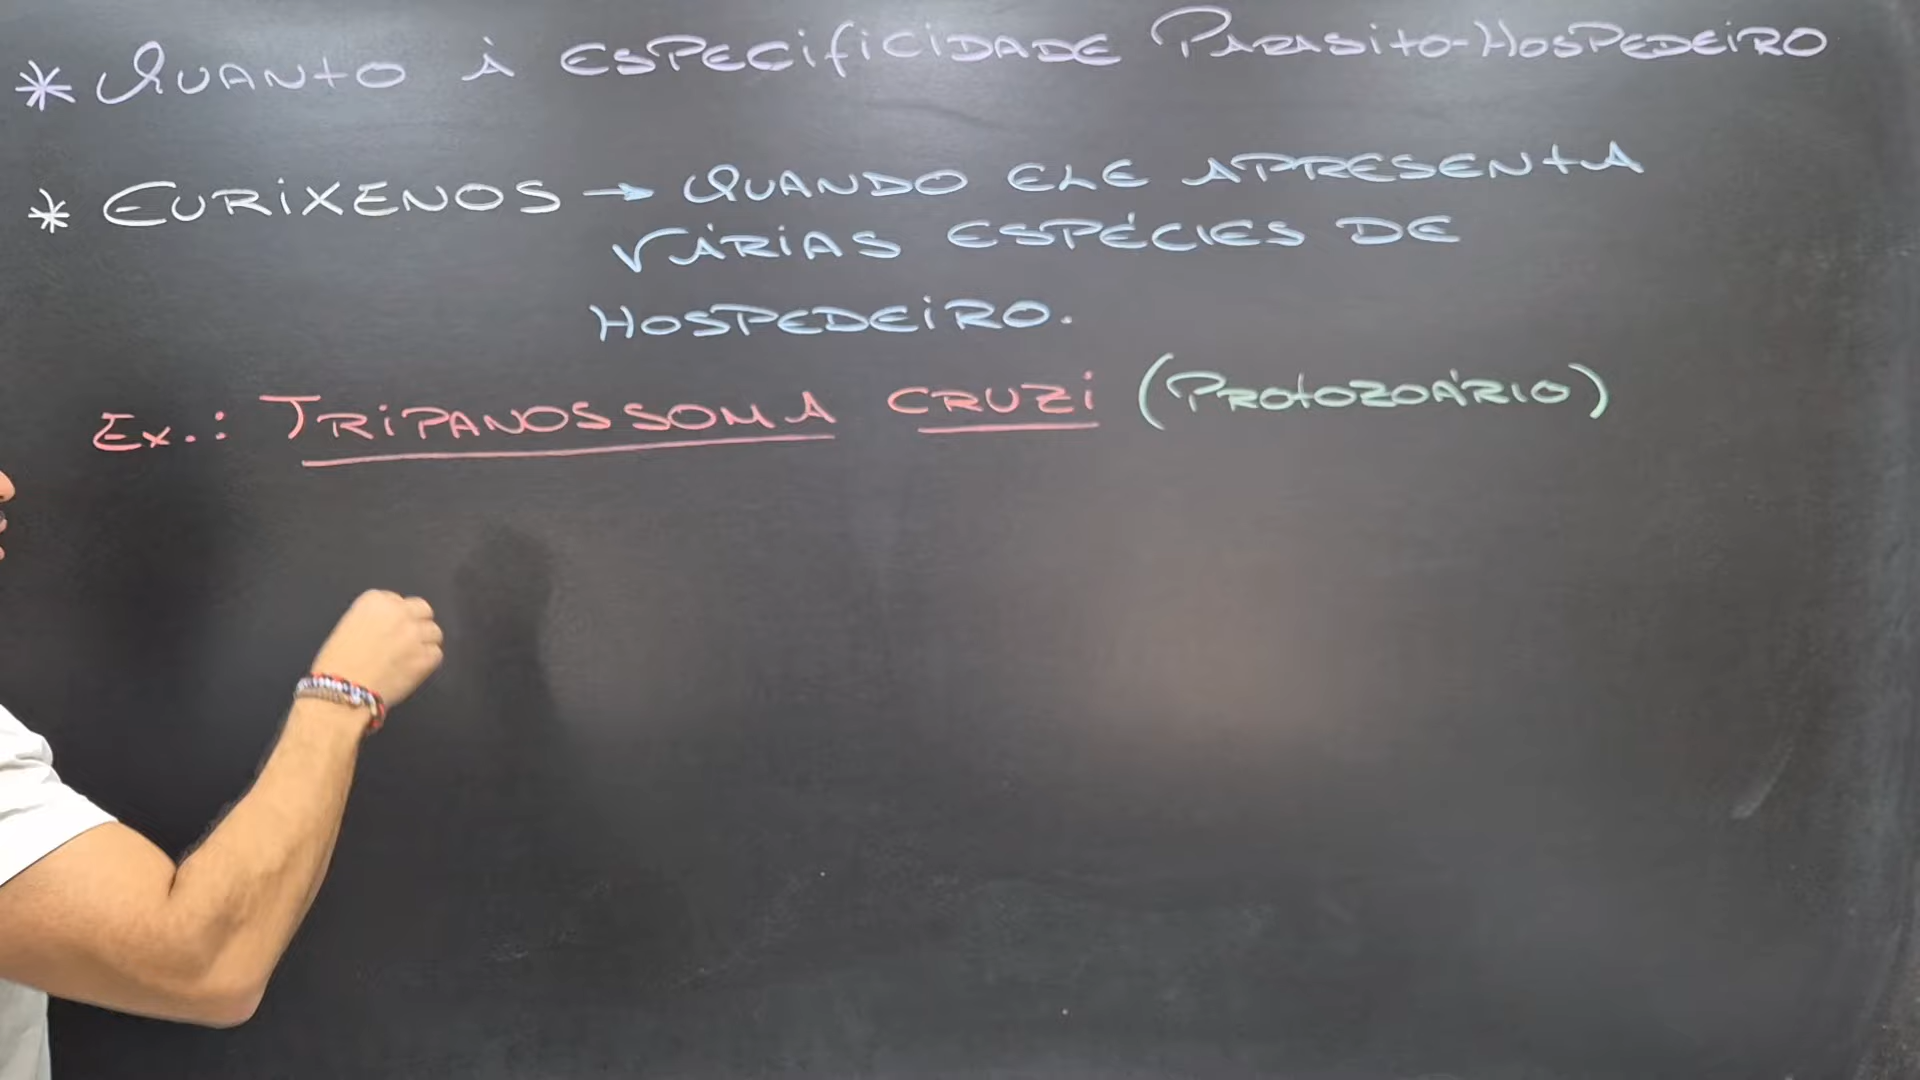 * Quanto à especificidade Parasito-Hospedeiro
* Eurixenos → Quando ele apresenta
várias espécies de
hospedeiro.
Ex.: Tripanossoma cruzi (Protozoário)